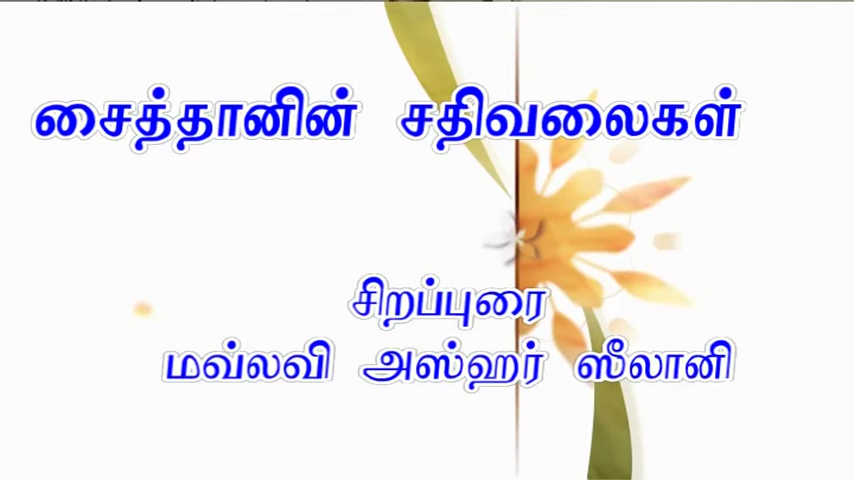 சைத்தானின் சதிவலைகள்
சிறப்புரை
மவ்லவி அஸ்ஹர் ஸீலானி